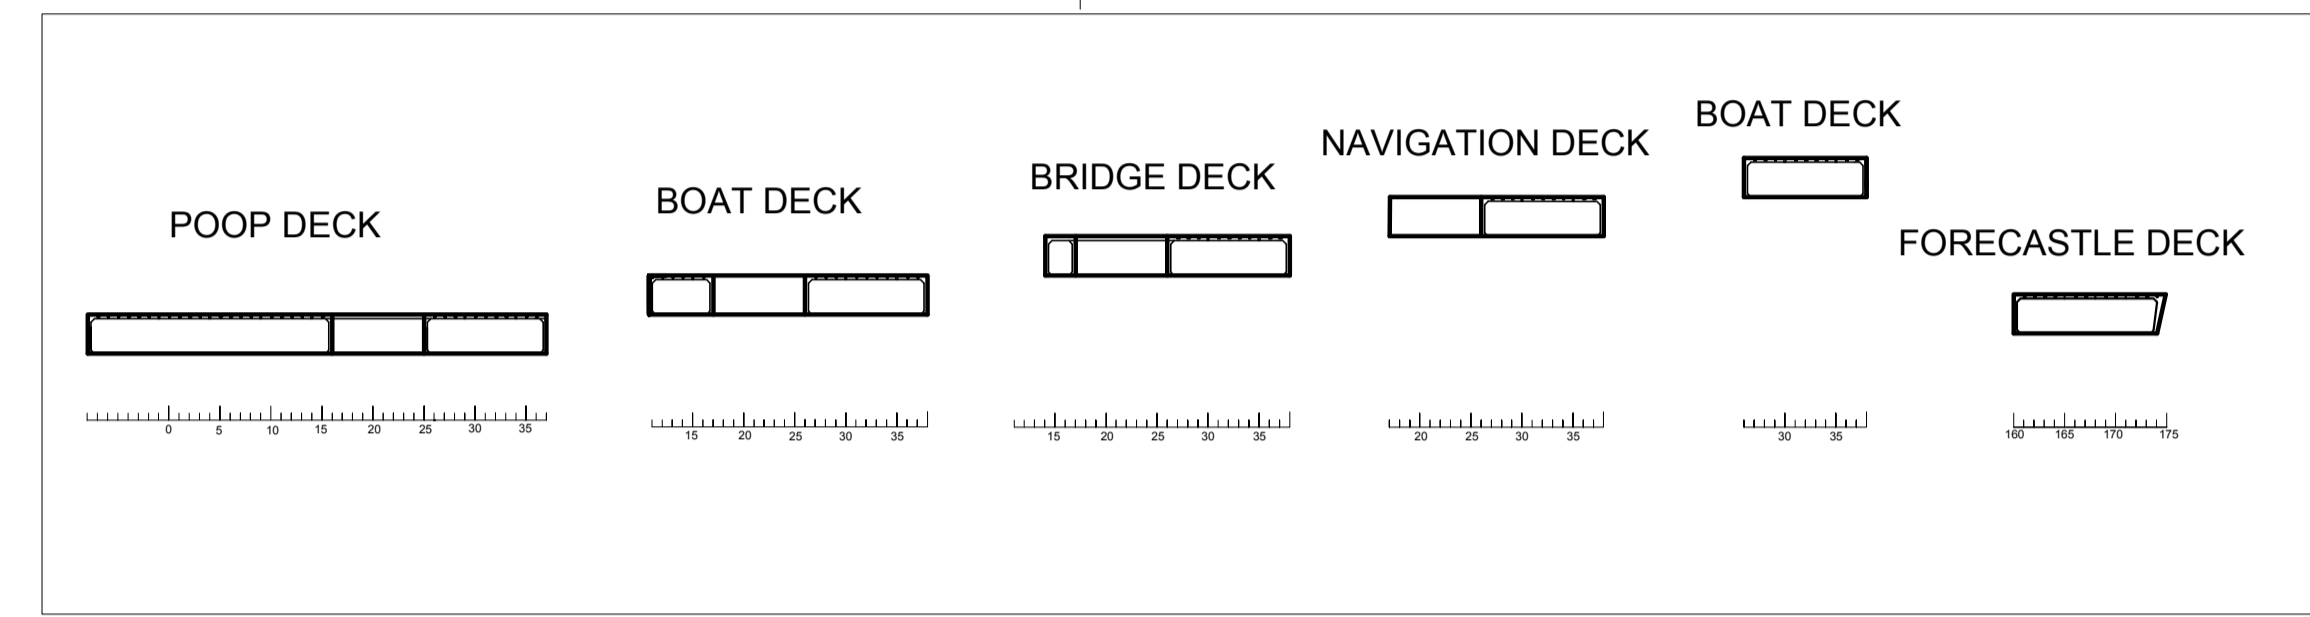 BOAT DECK
NAVIGATION DECK
BRIDGE DECK
BOAT DECK
POOP DECK
FORECASTLE DECK
0 5 10 15 20 25 30 35
15 20 25 30 35
15 20 25 30 35
20 25 30 35
30 35
160 165 170 175